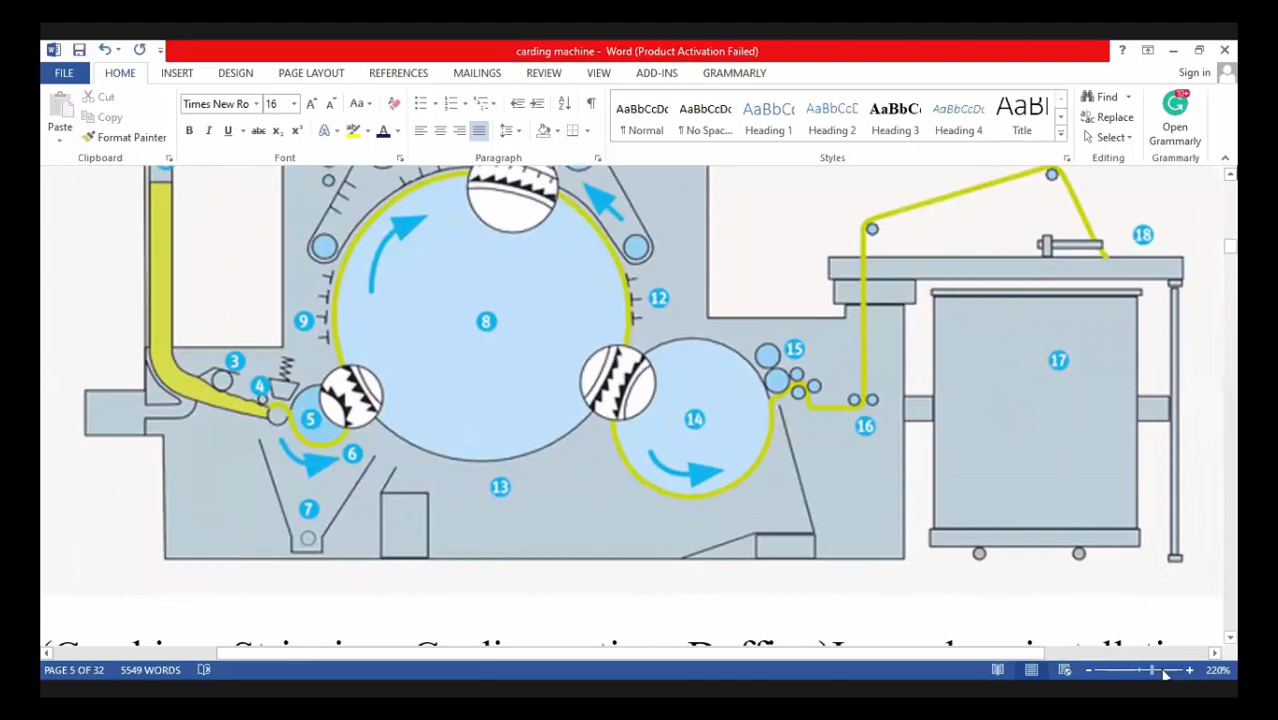 carding machine - Word (Product Activation Failed)
FILE HOME INSERT DESIGN PAGE LAYOUT REFERENCES MAILINGS REVIEW VIEW ADD-INS GRAMMARLY Sign in
Cut
Copy
Format Painter
Paste
Times New Ro 16
AaBbCcDc AaBbCcDc AaBbCc AaBbCcD AaBbC AaBbCcD AaBI
¶ Normal ¶ No Spac... Heading 1 Heading 2 Heading 3 Heading 4 Title
Find
Replace
Select
Open
Grammarly
Clipboard Font Paragraph Styles Editing Grammarly
18
12
9
8
3
15
17
4
5
14
16
6
13
7
PAGE 5 OF 32 5549 WORDS 220%